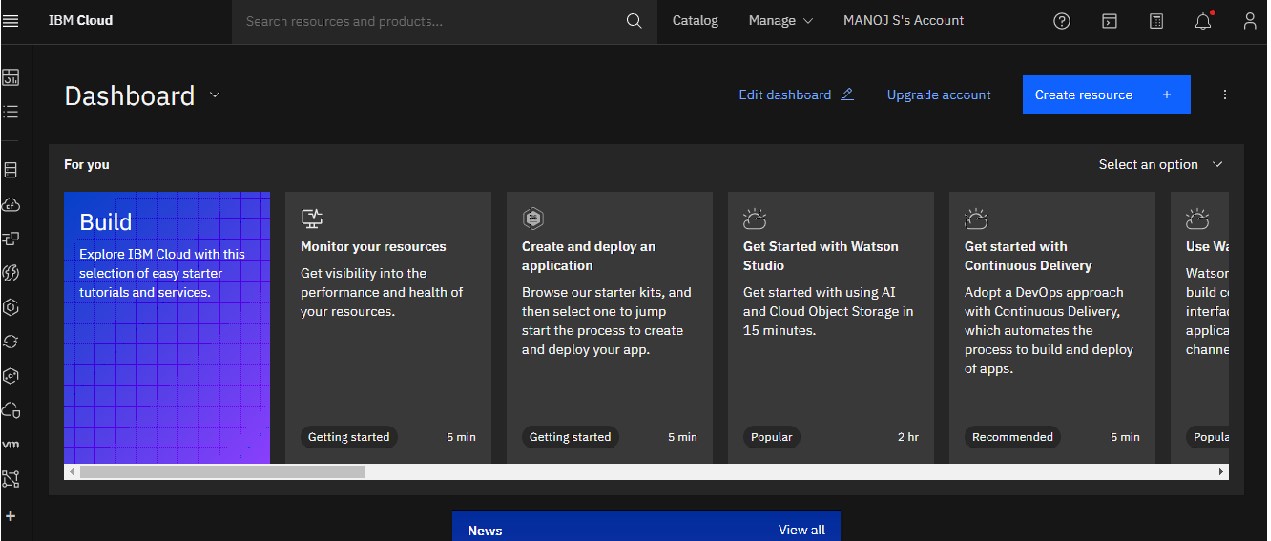 IBM Cloud
Search resources and products...
Catalog
Manage
MANOJ S's Account
Dashboard
Edit dashboard
Upgrade account
Create resource +
For you
Select an option
Build
Explore IBM Cloud with this
selection of easy starter
tutorials and services.
Monitor your resources
Get visibility into the
performance and health of
your resources.
Getting started
5 min
Create and deploy an
application
Browse our starter kits, and
then select one to jump
start the process to create
and deploy your app.
Getting started
5 min
Get Started with Watson
Studio
Get started with using AI
and Cloud Object Storage in
15 minutes.
Popular
2 hr
Get started with
Continuous Delivery
Adopt a DevOps approach
with Continuous Delivery,
which automates the
process to build and deploy
of apps.
Recommended
5 min
Use Wa
Watson
build co
interfac
applica
channe
Popula
vm
News
View all